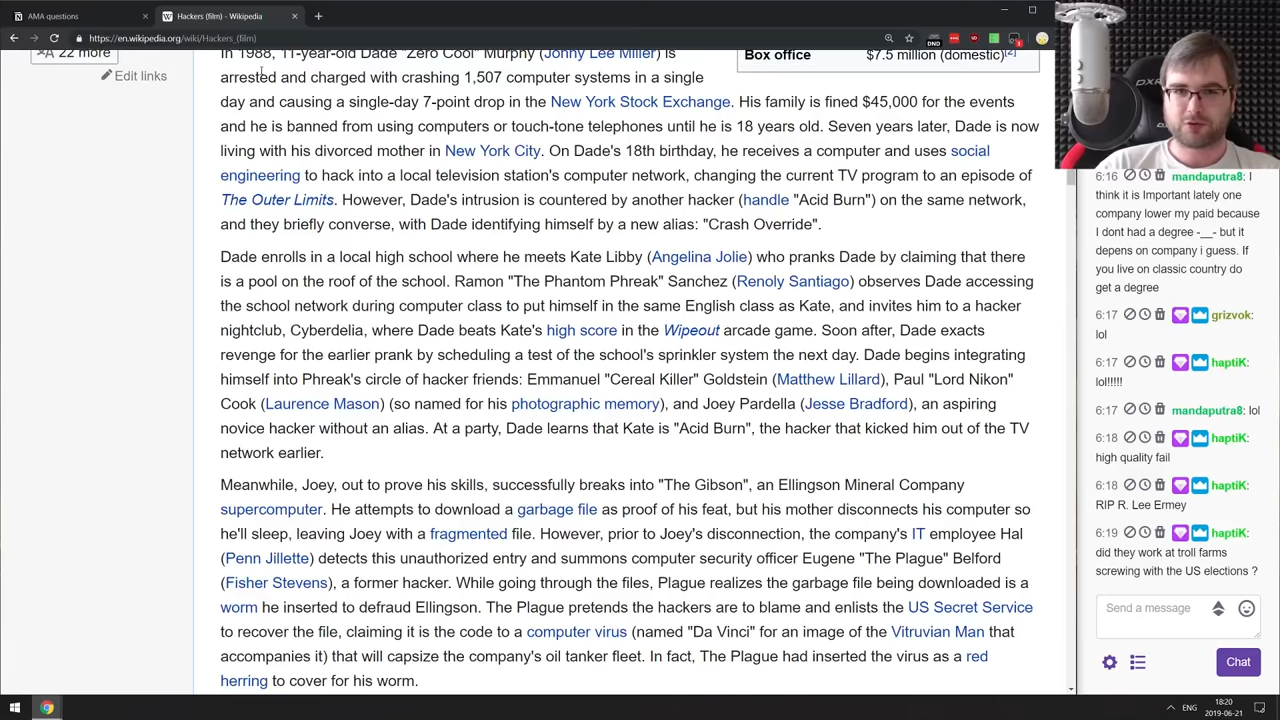 AMA questions
Hackers (film) - Wikipedia
https://en.wikipedia.org/wiki/Hackers_(film)
DND
22 more
Edit links
In 1988, 11-year-old Dade "Zero Cool" Murphy (Jonny Lee Miller) is
arrested and charged with crashing 1,507 computer systems in a single
day and causing a single-day 7-point drop in the New York Stock Exchange. His family is fined $45,000 for the events
and he is banned from using computers or touch-tone telephones until he is 18 years old. Seven years later, Dade is now
living with his divorced mother in New York City. On Dade's 18th birthday, he receives a computer and uses social
engineering to hack into a local television station's computer network, changing the current TV program to an episode of
The Outer Limits. However, Dade's intrusion is countered by another hacker (handle "Acid Burn") on the same network,
and they briefly converse, with Dade identifying himself by a new alias: "Crash Override".
Box office $7.5 million (domestic)[2]
Dade enrolls in a local high school where he meets Kate Libby (Angelina Jolie) who pranks Dade by claiming that there
is a pool on the roof of the school. Ramon "The Phantom Phreak" Sanchez (Renoly Santiago) observes Dade accessing
the school network during computer class to put himself in the same English class as Kate, and invites him to a hacker
nightclub, Cyberdelia, where Dade beats Kate's high score in the Wipeout arcade game. Soon after, Dade exacts
revenge for the earlier prank by scheduling a test of the school's sprinkler system the next day. Dade begins integrating
himself into Phreak's circle of hacker friends: Emmanuel "Cereal Killer" Goldstein (Matthew Lillard), Paul "Lord Nikon"
Cook (Laurence Mason) (so named for his photographic memory), and Joey Pardella (Jesse Bradford), an aspiring
novice hacker without an alias. At a party, Dade learns that Kate is "Acid Burn", the hacker that kicked him out of the TV
network earlier.
Meanwhile, Joey, out to prove his skills, successfully breaks into "The Gibson", an Ellingson Mineral Company
supercomputer. He attempts to download a garbage file as proof of his feat, but his mother disconnects his computer so
he'll sleep, leaving Joey with a fragmented file. However, prior to Joey's disconnection, the company's IT employee Hal
(Penn Jillette) detects this unauthorized entry and summons computer security officer Eugene "The Plague" Belford
(Fisher Stevens), a former hacker. While going through the files, Plague realizes the garbage file being downloaded is a
worm he inserted to defraud Ellingson. The Plague pretends the hackers are to blame and enlists the US Secret Service
to recover the file, claiming it is the code to a computer virus (named "Da Vinci" for an image of the Vitruvian Man that
accompanies it) that will capsize the company's oil tanker fleet. In fact, The Plague had inserted the virus as a red
herring to cover for his worm.
6:16 mandaputra8: I
think it is Important lately one
company lower my paid because
I dont had a degree -__- but it
depens on company i guess. If
you live on classic country do
get a degree
6:17 grizvok:
lol
6:17 haptiK:
lol!!!!!
6:17 mandaputra8: lol
6:18 haptiK:
high quality fail
6:18 haptiK:
RIP R. Lee Ermey
6:19 haptiK:
did they work at troll farms
screwing with the US elections ?
Send a message
Chat
ENG
18:20
2019-06-21